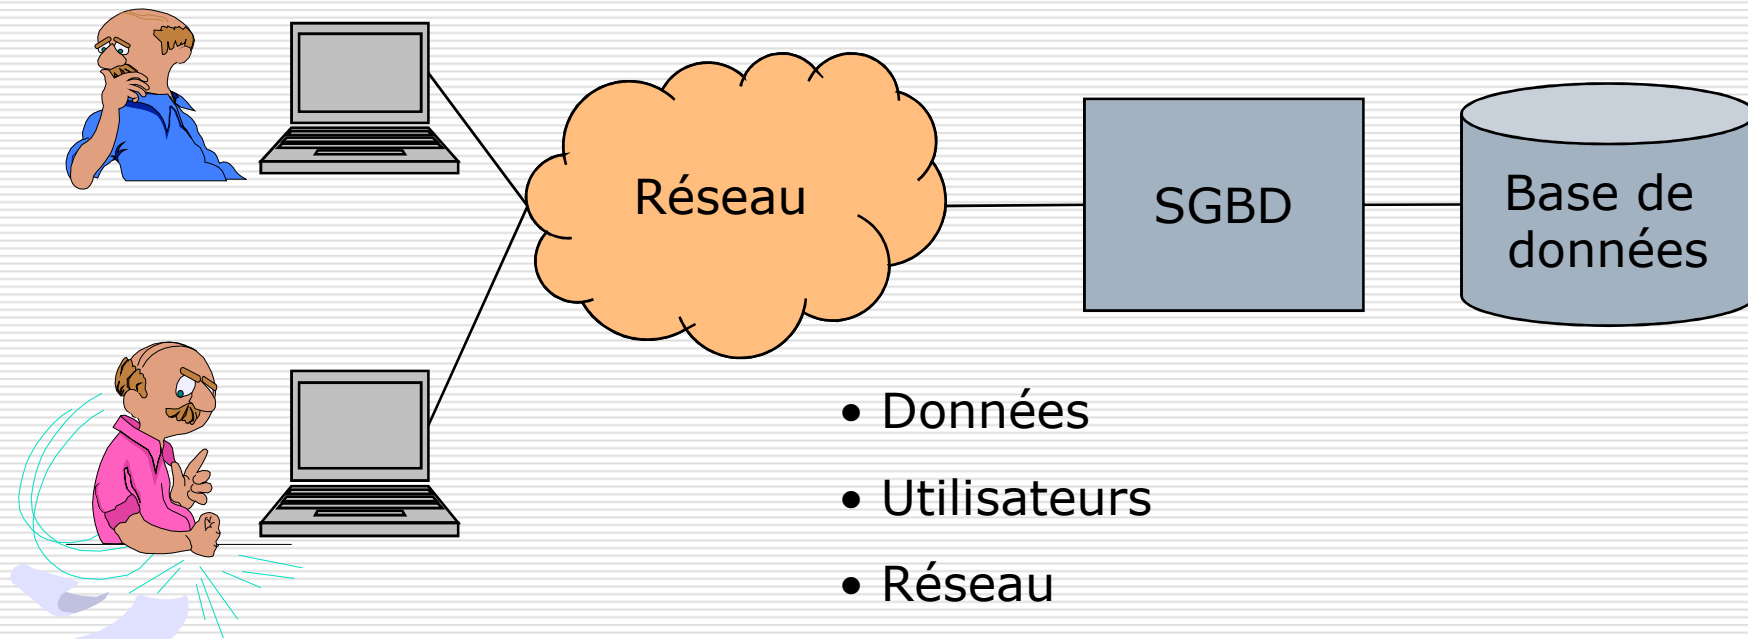 Réseau
SGBD
Base de
données
• Données
• Utilisateurs
• Réseau